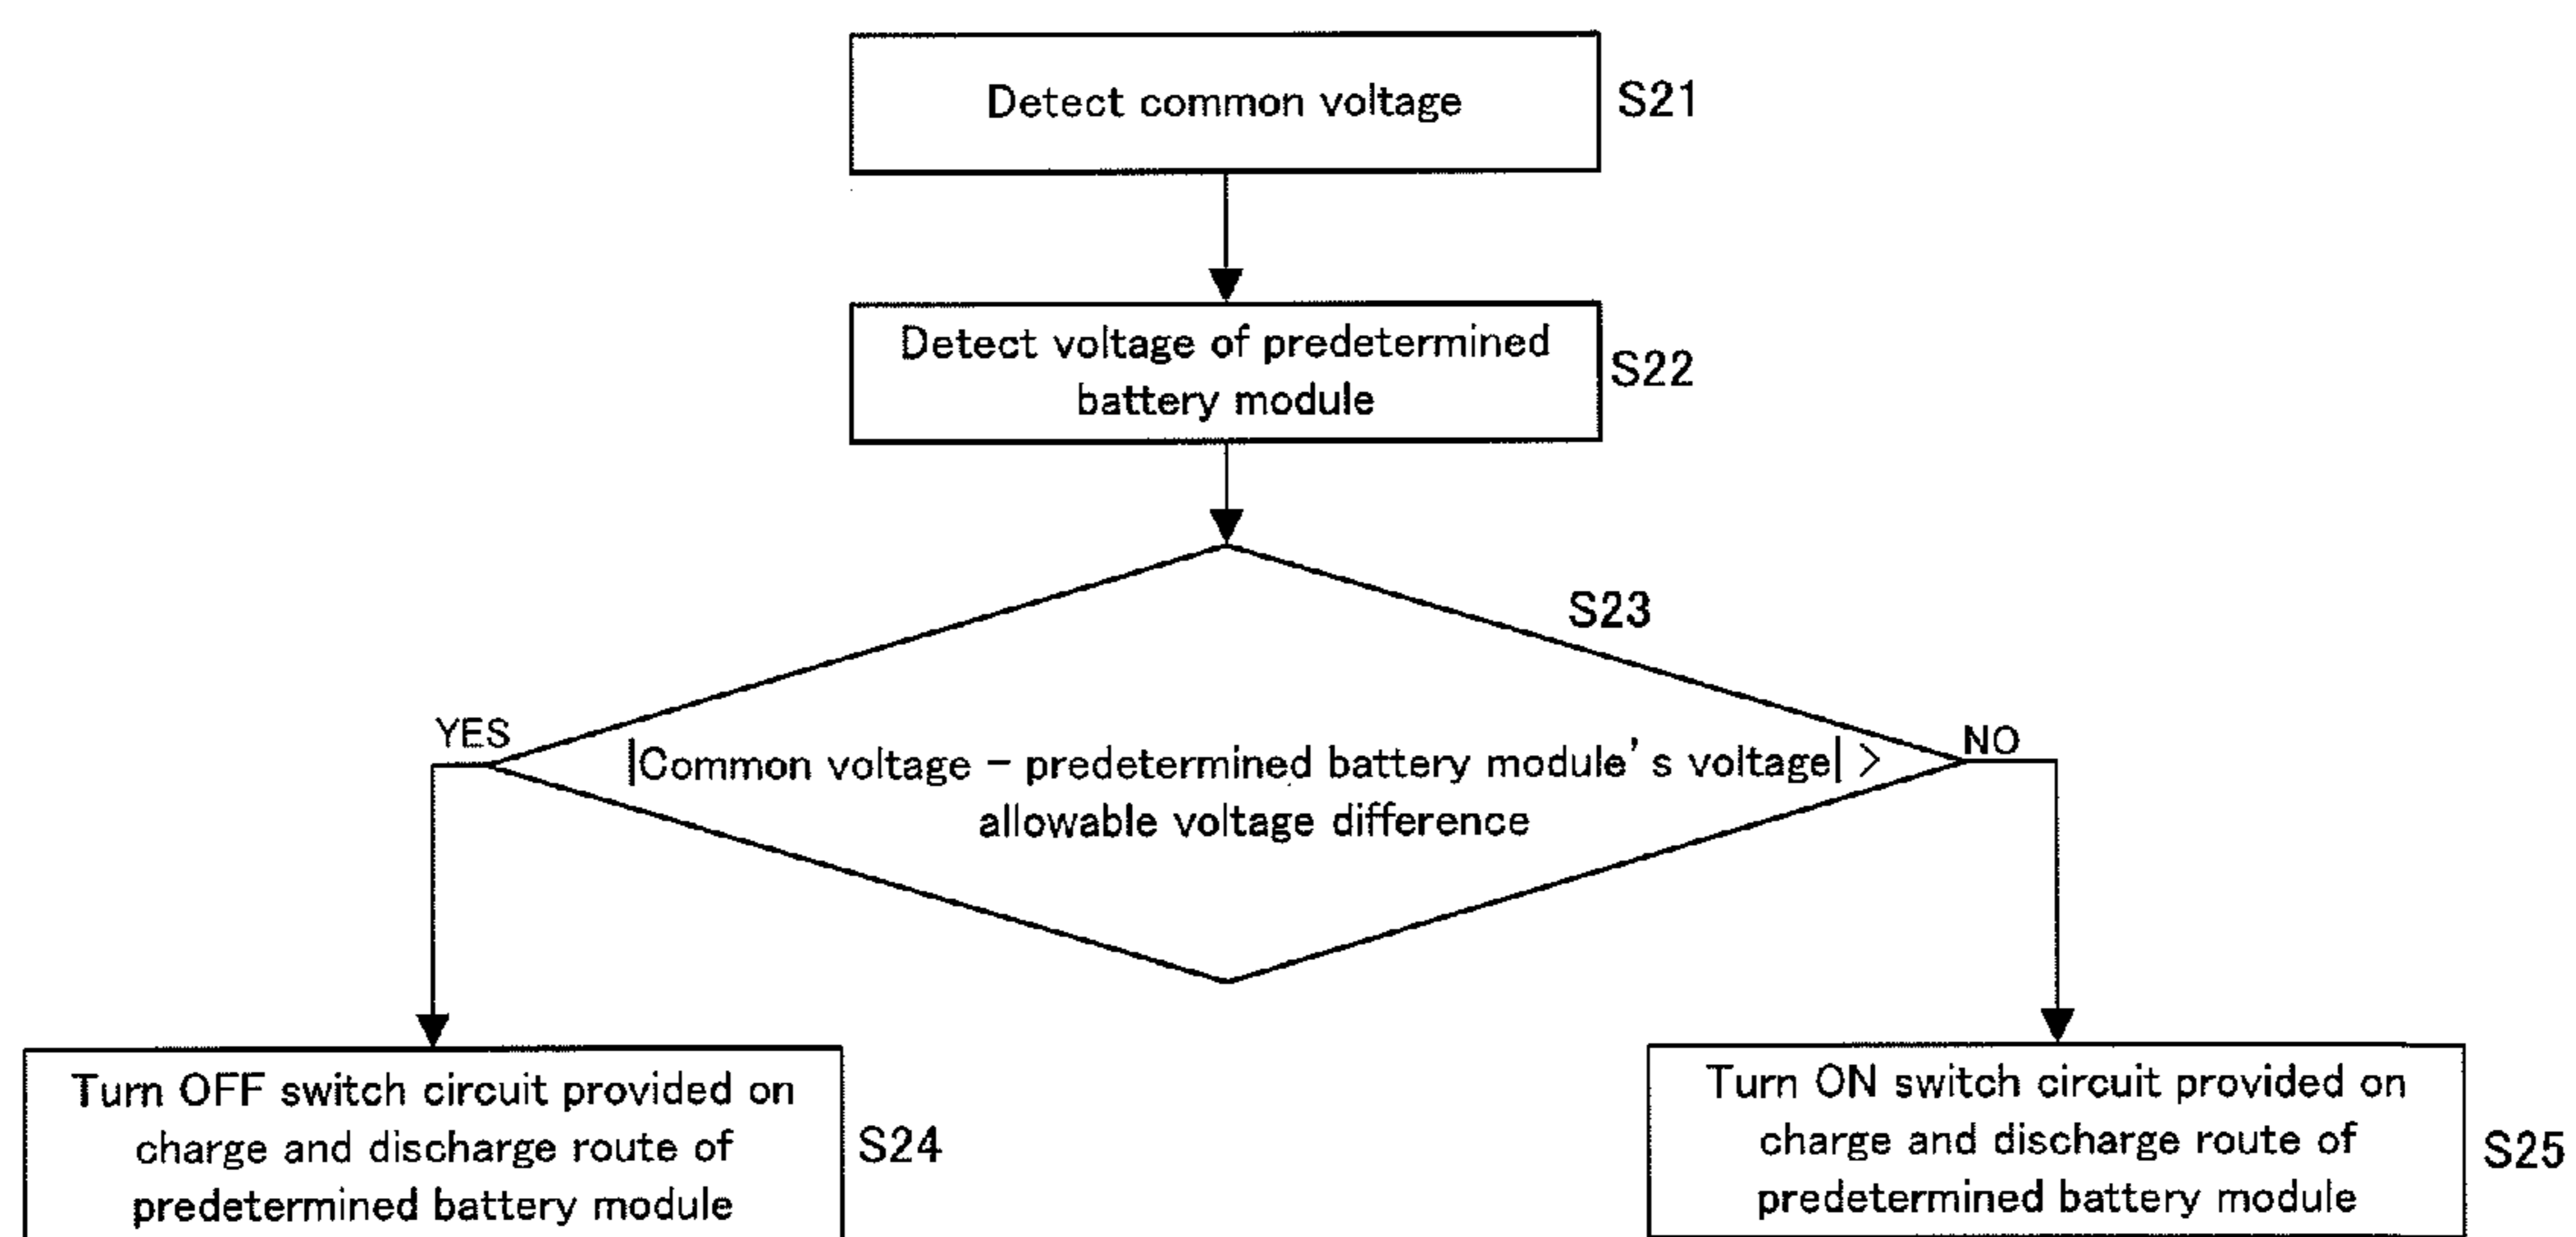 Detect common voltage
S21
Detect voltage of predetermined
battery module
S22
S23
YES
NO
|Common voltage – predetermined battery module's voltage| >
allowable voltage difference
Turn OFF switch circuit provided on
charge and discharge route of
predetermined battery module
S24
Turn ON switch circuit provided on
charge and discharge route of
predetermined battery module
S25